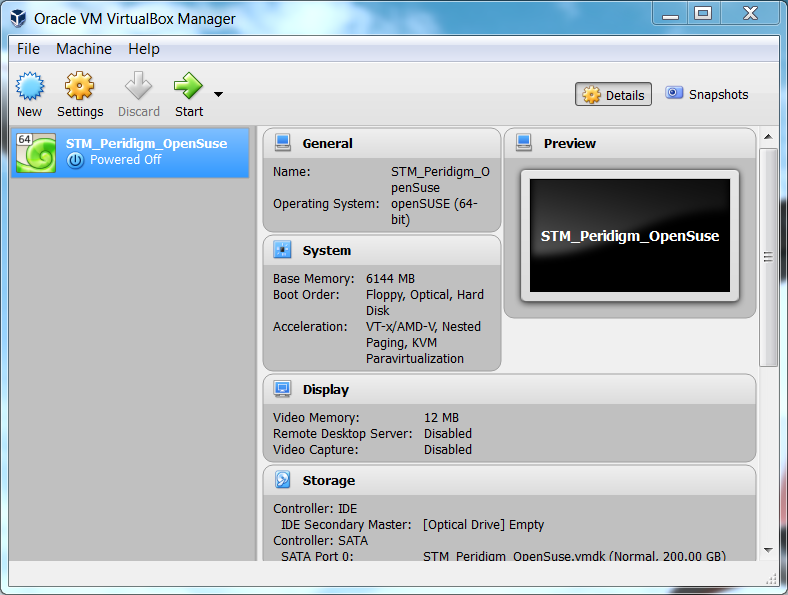 Oracle VM VirtualBox Manager
File Machine Help
New Settings Discard Start
Details Snapshots
64
STM_Peridigm_OpenSuse
Powered Off
General
Name: STM_Peridigm_O
penSuse
Operating System: openSUSE (64-
bit)
Preview
STM_Peridigm_OpenSuse
System
Base Memory: 6144 MB
Boot Order: Floppy, Optical, Hard
Disk
Acceleration: VT-x/AMD-V, Nested
Paging, KVM
Paravirtualization
Display
Video Memory: 12 MB
Remote Desktop Server: Disabled
Video Capture: Disabled
Storage
Controller: IDE
IDE Secondary Master: [Optical Drive] Empty
Controller: SATA
SATA Port 0: STM_Peridigm_OpenSuse.vmdk (Normal, 200.00 GB)